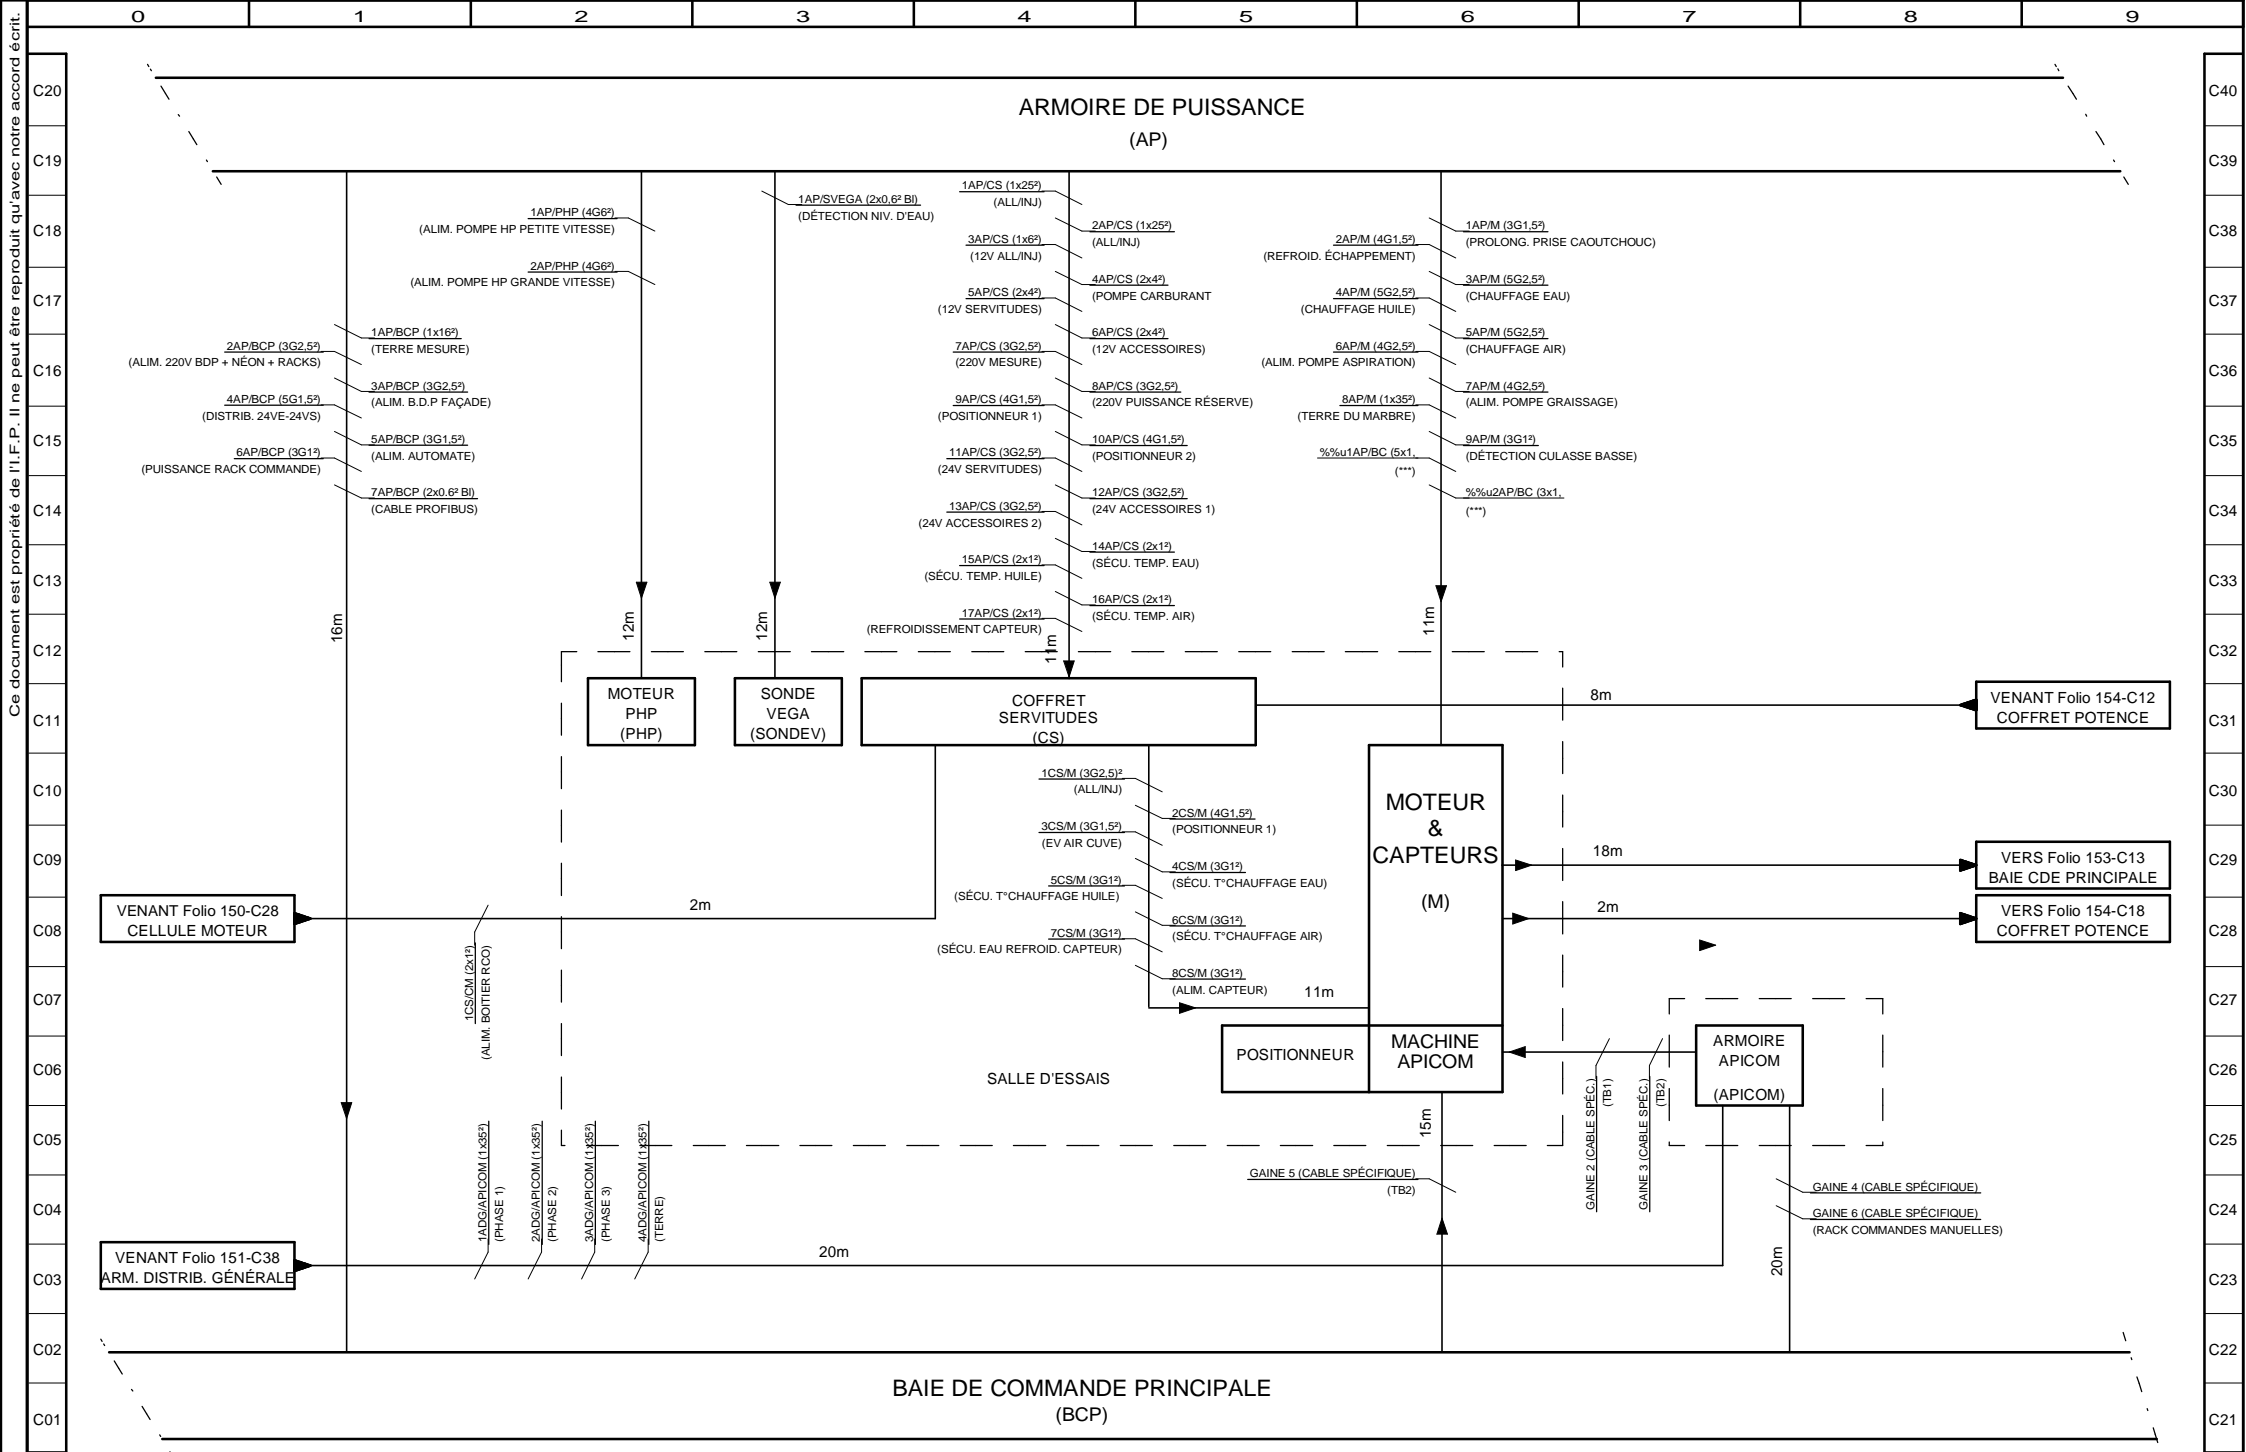 0 1 2 3 4 5 6 7 8 9
Ce document est propriété de l'I.F.P. Il ne peut être reproduit qu'avec notre accord écrit.
C20
C19
C18
C17
C16
C15
C14
C13
C12
C11
C10
C09
C08
C07
C06
C05
C04
C03
C02
C01
C40
C39
C38
C37
C36
C35
C34
C33
C32
C31
C30
C29
C28
C27
C26
C25
C24
C23
C22
C21
ARMOIRE DE PUISSANCE
(AP)
1AP/BCP (1x16²)
(TERRE MESURE)
2AP/BCP (3G2,5²)
(ALIM. 220V BDP + NÉON + RACKS)
3AP/BCP (3G2,5²)
(ALIM. B.D.P FAÇADE)
4AP/BCP (5G1,5²)
(DISTRIB. 24VE-24VS)
5AP/BCP (3G1,5²)
(ALIM. AUTOMATE)
6AP/BCP (3G1²)
(PUISSANCE RACK COMMANDE)
7AP/BCP (2x0.6² BI)
(CABLE PROFIBUS)
16m
1AP/PHP (4G6²)
(ALIM. POMPE HP PETITE VITESSE)
2AP/PHP (4G6²)
(ALIM. POMPE HP GRANDE VITESSE)
12m
1AP/SVEGA (2x0,6² BI)
(DÉTECTION NIV. D'EAU)
12m
1AP/CS (1x25²)
(ALL/INJ)
2AP/CS (1x25²)
(ALL/INJ)
3AP/CS (1x6²)
(12V ALL/INJ)
4AP/CS (2x4²)
(POMPE CARBURANT
5AP/CS (2x4²)
(12V SERVITUDES)
6AP/CS (2x4²)
(12V ACCESSOIRES)
7AP/CS (3G2,5²)
(220V MESURE)
8AP/CS (3G2,5²)
(220V PUISSANCE RÉSERVE)
9AP/CS (4G1,5²)
(POSITIONNEUR 1)
10AP/CS (4G1,5²)
(POSITIONNEUR 2)
11AP/CS (3G2,5²)
(24V SERVITUDES)
12AP/CS (3G2,5²)
(24V ACCESSOIRES 1)
13AP/CS (3G2,5²)
(24V ACCESSOIRES 2)
14AP/CS (2x1²)
(SÉCU. TEMP. EAU)
15AP/CS (2x1²)
(SÉCU. TEMP. HUILE)
16AP/CS (2x1²)
(SÉCU. TEMP. AIR)
17AP/CS (2x1²)
(REFROIDISSEMENT CAPTEUR)
11m
1AP/M (3G1,5²)
(PROLONG. PRISE CAOUTCHOUC)
2AP/M (4G1,5²)
(REFROID. ÉCHAPPEMENT)
3AP/M (5G2,5²)
(CHAUFFAGE EAU)
4AP/M (5G2,5²)
(CHAUFFAGE HUILE)
5AP/M (5G2,5²)
(CHAUFFAGE AIR)
6AP/M (4G2,5²)
(ALIM. POMPE ASPIRATION)
7AP/M (4G2,5²)
(ALIM. POMPE GRAISSAGE)
8AP/M (1x35²)
(TERRE DU MARBRE)
9AP/M (3G1²)
(DÉTECTION CULASSE BASSE)
%%u1AP/BC (5x1,
(***)
%%u2AP/BC (3x1,
(***)
11m
MOTEUR
PHP
(PHP)
SONDE
VEGA
(SONDEV)
COFFRET
SERVITUDES
(CS)
8m
VENANT Folio 154-C12
COFFRET POTENCE
1CS/M (3G2,5)²
(ALL/INJ)
2CS/M (4G1,5²)
(POSITIONNEUR 1)
3CS/M (3G1,5²)
(EV AIR CUVE)
4CS/M (3G1²)
(SÉCU. T°CHAUFFAGE EAU)
5CS/M (3G1²)
(SÉCU. T°CHAUFFAGE HUILE)
6CS/M (3G1²)
(SÉCU. T°CHAUFFAGE AIR)
7CS/M (3G1²)
(SÉCU. EAU REFROID. CAPTEUR)
8CS/M (3G1²)
(ALIM. CAPTEUR)
11m
MOTEUR
&
CAPTEURS
(M)
18m
VERS Folio 153-C13
BAIE CDE PRINCIPALE
2m
VERS Folio 154-C18
COFFRET POTENCE
VENANT Folio 150-C28
CELLULE MOTEUR
2m
1CS/CM (2x1²)
(ALIM. BOITIER RCO)
POSITIONNEUR
MACHINE
APICOM
SALLE D'ESSAIS
ARMOIRE
APICOM
(APICOM)
GAINE 2 (CABLE SPÉC.)
(TB1)
GAINE 3 (CABLE SPÉC.)
(TB2)
15m
GAINE 5 (CABLE SPÉCIFIQUE)
(TB2)
GAINE 4 (CABLE SPÉCIFIQUE)
GAINE 6 (CABLE SPÉCIFIQUE)
(RACK COMMANDES MANUELLES)
20m
1ADG/APICOM (1x35²)
(PHASE 1)
2ADG/APICOM (1x35²)
(PHASE 2)
3ADG/APICOM (1x35²)
(PHASE 3)
4ADG/APICOM (1x35²)
(TERRE)
VENANT Folio 151-C38
ARM. DISTRIB. GÉNÉRALE
20m
BAIE DE COMMANDE PRINCIPALE
(BCP)